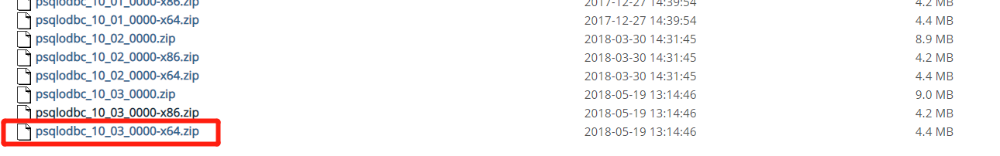 psqlodbc_10_01_0000-x86.zip 2017-12-27 14:39:54 4.2 MB
psqlodbc_10_01_0000-x64.zip 2017-12-27 14:39:54 4.4 MB
psqlodbc_10_02_0000.zip 2018-03-30 14:31:45 8.9 MB
psqlodbc_10_02_0000-x86.zip 2018-03-30 14:31:45 4.2 MB
psqlodbc_10_02_0000-x64.zip 2018-03-30 14:31:45 4.4 MB
psqlodbc_10_03_0000.zip 2018-05-19 13:14:46 9.0 MB
psqlodbc_10_03_0000-x86.zip 2018-05-19 13:14:46 4.2 MB
psqlodbc_10_03_0000-x64.zip 2018-05-19 13:14:46 4.4 MB